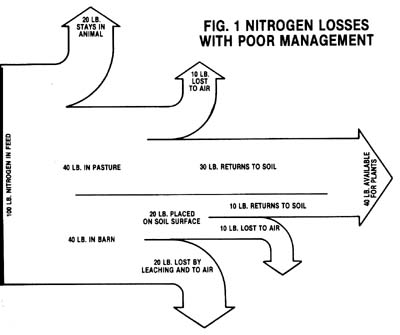 FIG. 1 NITROGEN LOSSES
WITH POOR MANAGEMENT
20 LB.
STAYS IN
ANIMAL
10 LB.
LOST
TO AIR
100 LB. NITROGEN IN FEED
40 LB. IN PASTURE
30 LB. RETURNS TO SOIL
40 LB. AVAILABLE
FOR PLANTS
10 LB. RETURNS TO SOIL
20 LB. PLACED
ON SOIL SURFACE
10 LB. LOST TO AIR
40 LB. IN BARN
20 LB. LOST BY
LEACHING AND TO AIR